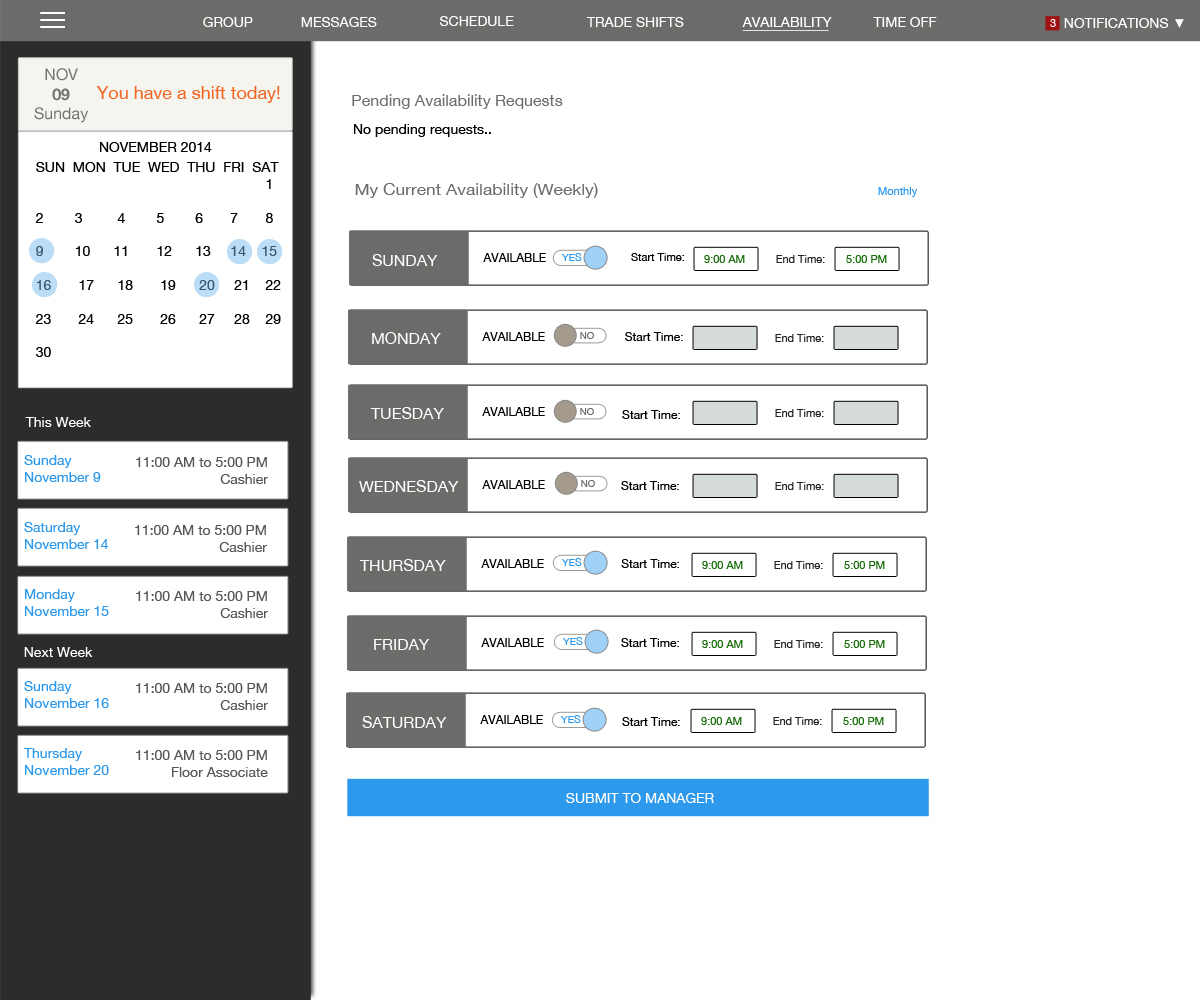 GROUP MESSAGES SCHEDULE TRADE SHIFTS AVAILABILITY TIME OFF 3 NOTIFICATIONS ▼
NOV
09
Sunday
You have a shift today!
NOVEMBER 2014
SUN MON TUE WED THU FRI SAT
1
2 3 4 5 6 7 8
9 10 11 12 13 14 15
16 17 18 19 20 21 22
23 24 25 26 27 28 29
30
This Week
Sunday 11:00 AM to 5:00 PM
November 9 Cashier
Saturday 11:00 AM to 5:00 PM
November 14 Cashier
Monday 11:00 AM to 5:00 PM
November 15 Cashier
Next Week
Sunday 11:00 AM to 5:00 PM
November 16 Cashier
Thursday 11:00 AM to 5:00 PM
November 20 Floor Associate
Pending Availability Requests
No pending requests..
My Current Availability (Weekly) Monthly
SUNDAY AVAILABLE YES Start Time: 9:00 AM End Time: 5:00 PM
MONDAY AVAILABLE NO Start Time: End Time:
TUESDAY AVAILABLE NO Start Time: End Time:
WEDNESDAY AVAILABLE NO Start Time: End Time:
THURSDAY AVAILABLE YES Start Time: 9:00 AM End Time: 5:00 PM
FRIDAY AVAILABLE YES Start Time: 9:00 AM End Time: 5:00 PM
SATURDAY AVAILABLE YES Start Time: 9:00 AM End Time: 5:00 PM
SUBMIT TO MANAGER